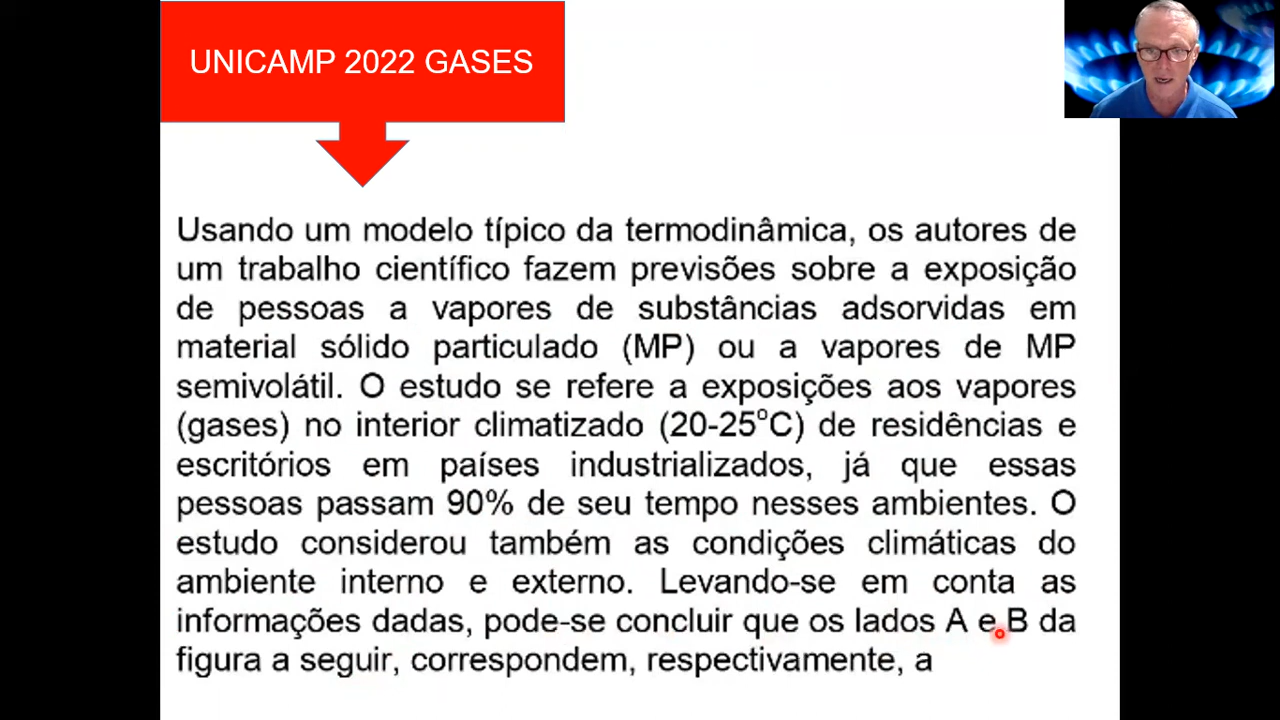 UNICAMP 2022 GASES
Usando um modelo típico da termodinâmica, os autores de
um trabalho científico fazem previsões sobre a exposição
de pessoas a vapores de substâncias adsorvidas em
material sólido particulado (MP) ou a vapores de MP
semivolátil. O estudo se refere a exposições aos vapores
(gases) no interior climatizado (20-25°C) de residências e
escritórios em países industrializados, já que essas
pessoas passam 90% de seu tempo nesses ambientes. O
estudo considerou também as condições climáticas do
ambiente interno e externo. Levando-se em conta as
informações dadas, pode-se concluir que os lados A e B da
figura a seguir, correspondem, respectivamente, a